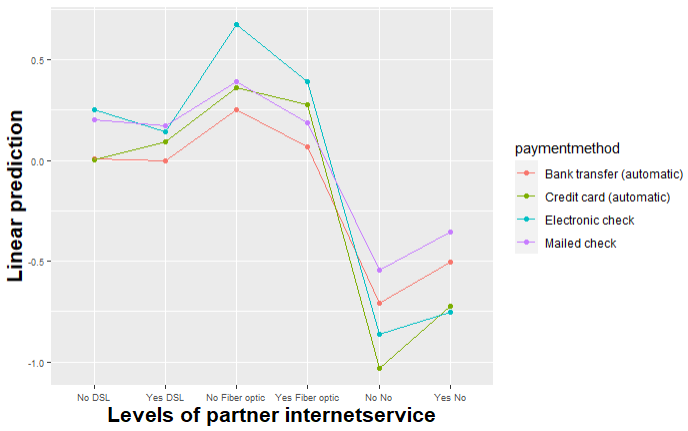 0.5
0.0
-0.5
-1.0
Linear prediction
No DSL Yes DSL No Fiber optic Yes Fiber optic No No Yes No
Levels of partner internetservice
paymentmethod
Bank transfer (automatic)
Credit card (automatic)
Electronic check
Mailed check